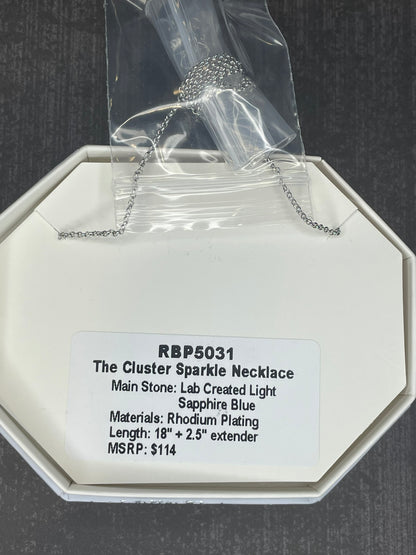 RBP5031
The Cluster Sparkle Necklace
Main Stone: Lab Created Light
Sapphire Blue
Materials: Rhodium Plating
Length: 18" + 2.5" extender
MSRP: $114